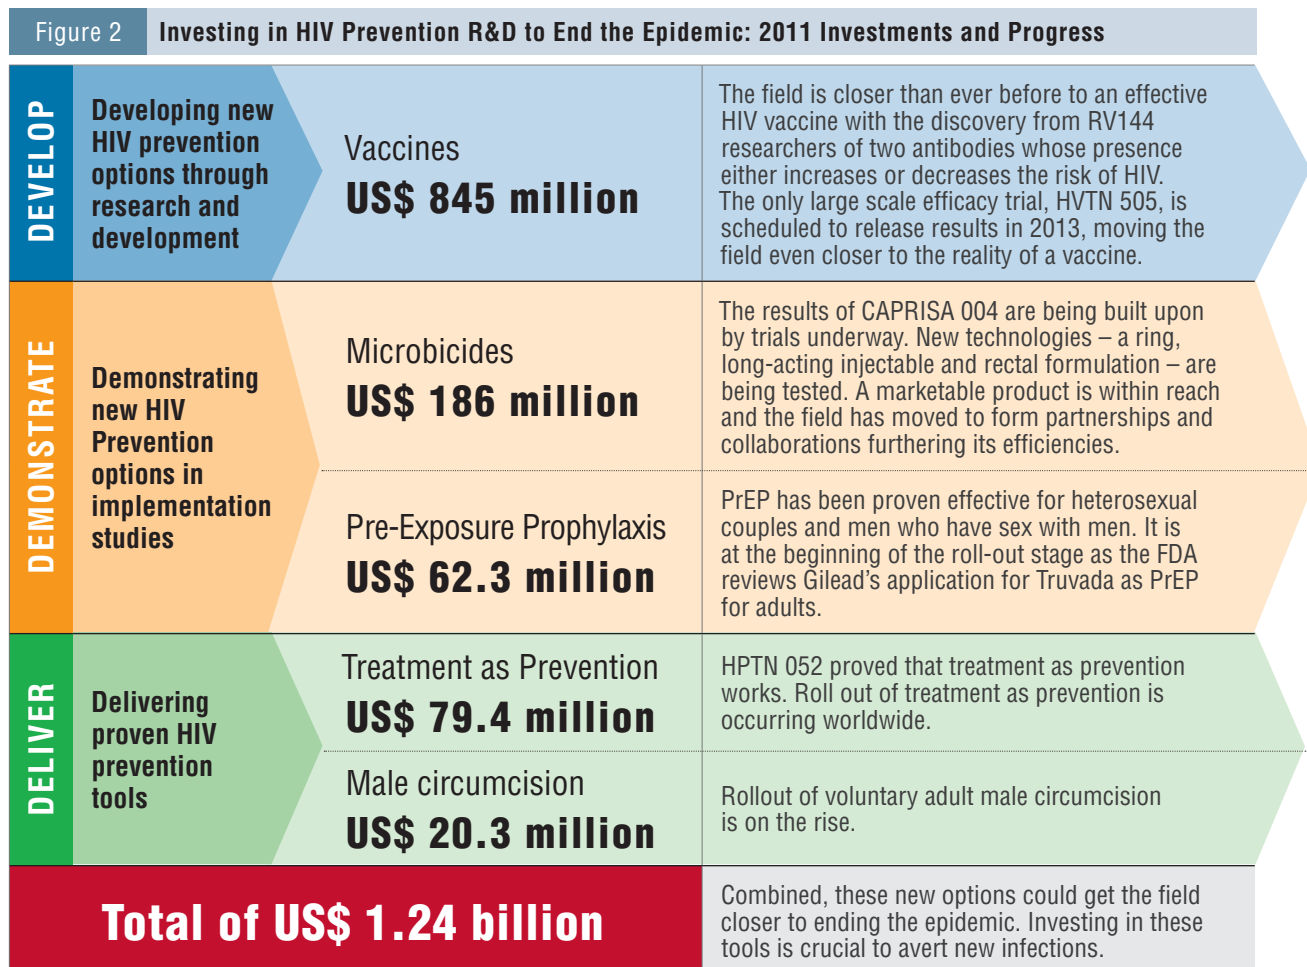 Figure 2
Investing in HIV Prevention R&D to End the Epidemic: 2011 Investments and Progress
DEVELOP
Developing new
HIV prevention
options through
research and
development
Vaccines
US$ 845 million
The field is closer than ever before to an effective
HIV vaccine with the discovery from RV144
researchers of two antibodies whose presence
either increases or decreases the risk of HIV.
The only large scale efficacy trial, HVTN 505, is
scheduled to release results in 2013, moving the
field even closer to the reality of a vaccine.
DEMONSTRATE
Demonstrating
new HIV
Prevention
options in
implementation
studies
Microbicides
US$ 186 million
The results of CAPRISA 004 are being built upon
by trials underway. New technologies – a ring,
long-acting injectable and rectal formulation – are
being tested. A marketable product is within reach
and the field has moved to form partnerships and
collaborations furthering its efficiencies.
Pre-Exposure Prophylaxis
US$ 62.3 million
PrEP has been proven effective for heterosexual
couples and men who have sex with men. It is
at the beginning of the roll-out stage as the FDA
reviews Gilead’s application for Truvada as PrEP
for adults.
DELIVER
Delivering
proven HIV
prevention
tools
Treatment as Prevention
US$ 79.4 million
HPTN 052 proved that treatment as prevention
works. Roll out of treatment as prevention is
occurring worldwide.
Male circumcision
US$ 20.3 million
Rollout of voluntary adult male circumcision
is on the rise.
Total of US$ 1.24 billion
Combined, these new options could get the field
closer to ending the epidemic. Investing in these
tools is crucial to avert new infections.